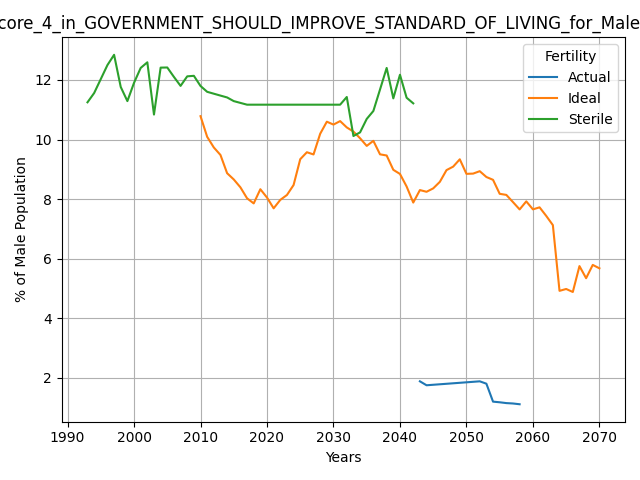 core_4_in_GOVERNMENT_SHOULD_IMPROVE_STANDARD_OF_LIVING_for_Male
Fertility
Actual
Ideal
Sterile
% of Male Population
12
10
8
6
4
2
1990 2000 2010 2020 2030 2040 2050 2060 2070
Years